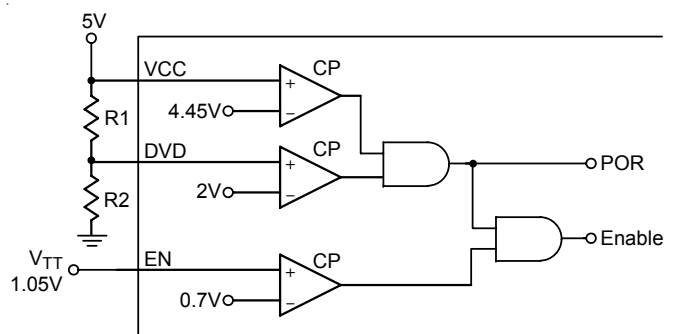 5V
VCC
CP
+
4.45V
−
R1
DVD
CP
+
2V
−
R2
POR
Enable
VTT
1.05V
EN
CP
+
0.7V
−